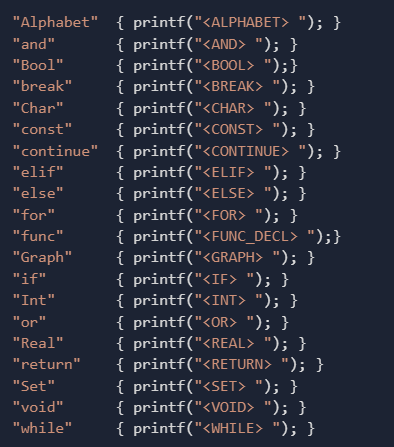 "Alphabet"  { printf("<ALPHABET> "); }
"and"       { printf("<AND> "); }
"Bool"      { printf("<BOOL> ");}
"break"     { printf("<BREAK> "); }
"Char"      { printf("<CHAR> "); }
"const"     { printf("<CONST> "); }
"continue"  { printf("<CONTINUE> "); }
"elif"      { printf("<ELIF> "); }
"else"      { printf("<ELSE> "); }
"for"       { printf("<FOR> "); }
"func"      { printf("<FUNC_DECL> ");}
"Graph"     { printf("<GRAPH> "); }
"if"        { printf("<IF> "); }
"Int"       { printf("<INT> "); }
"or"        { printf("<OR> "); }
"Real"      { printf("<REAL> "); }
"return"    { printf("<RETURN> "); }
"Set"       { printf("<SET> "); }
"void"      { printf("<VOID> "); }
"while"     { printf("<WHILE> "); }